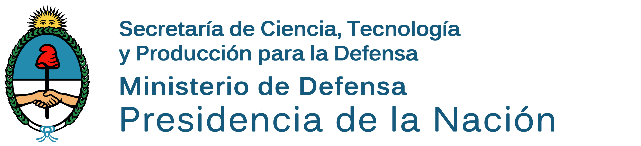 Secretaría de Ciencia, Tecnología
y Producción para la Defensa
Ministerio de Defensa
Presidencia de la Nación